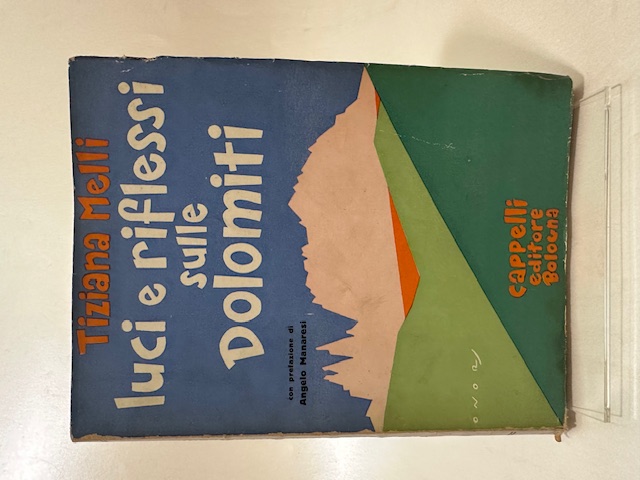 Tiziana Melli
luci e riflessi
sulle
Dolomiti
con prefazione di
Angelo Manaresi
Cappelli
editore
Bologna